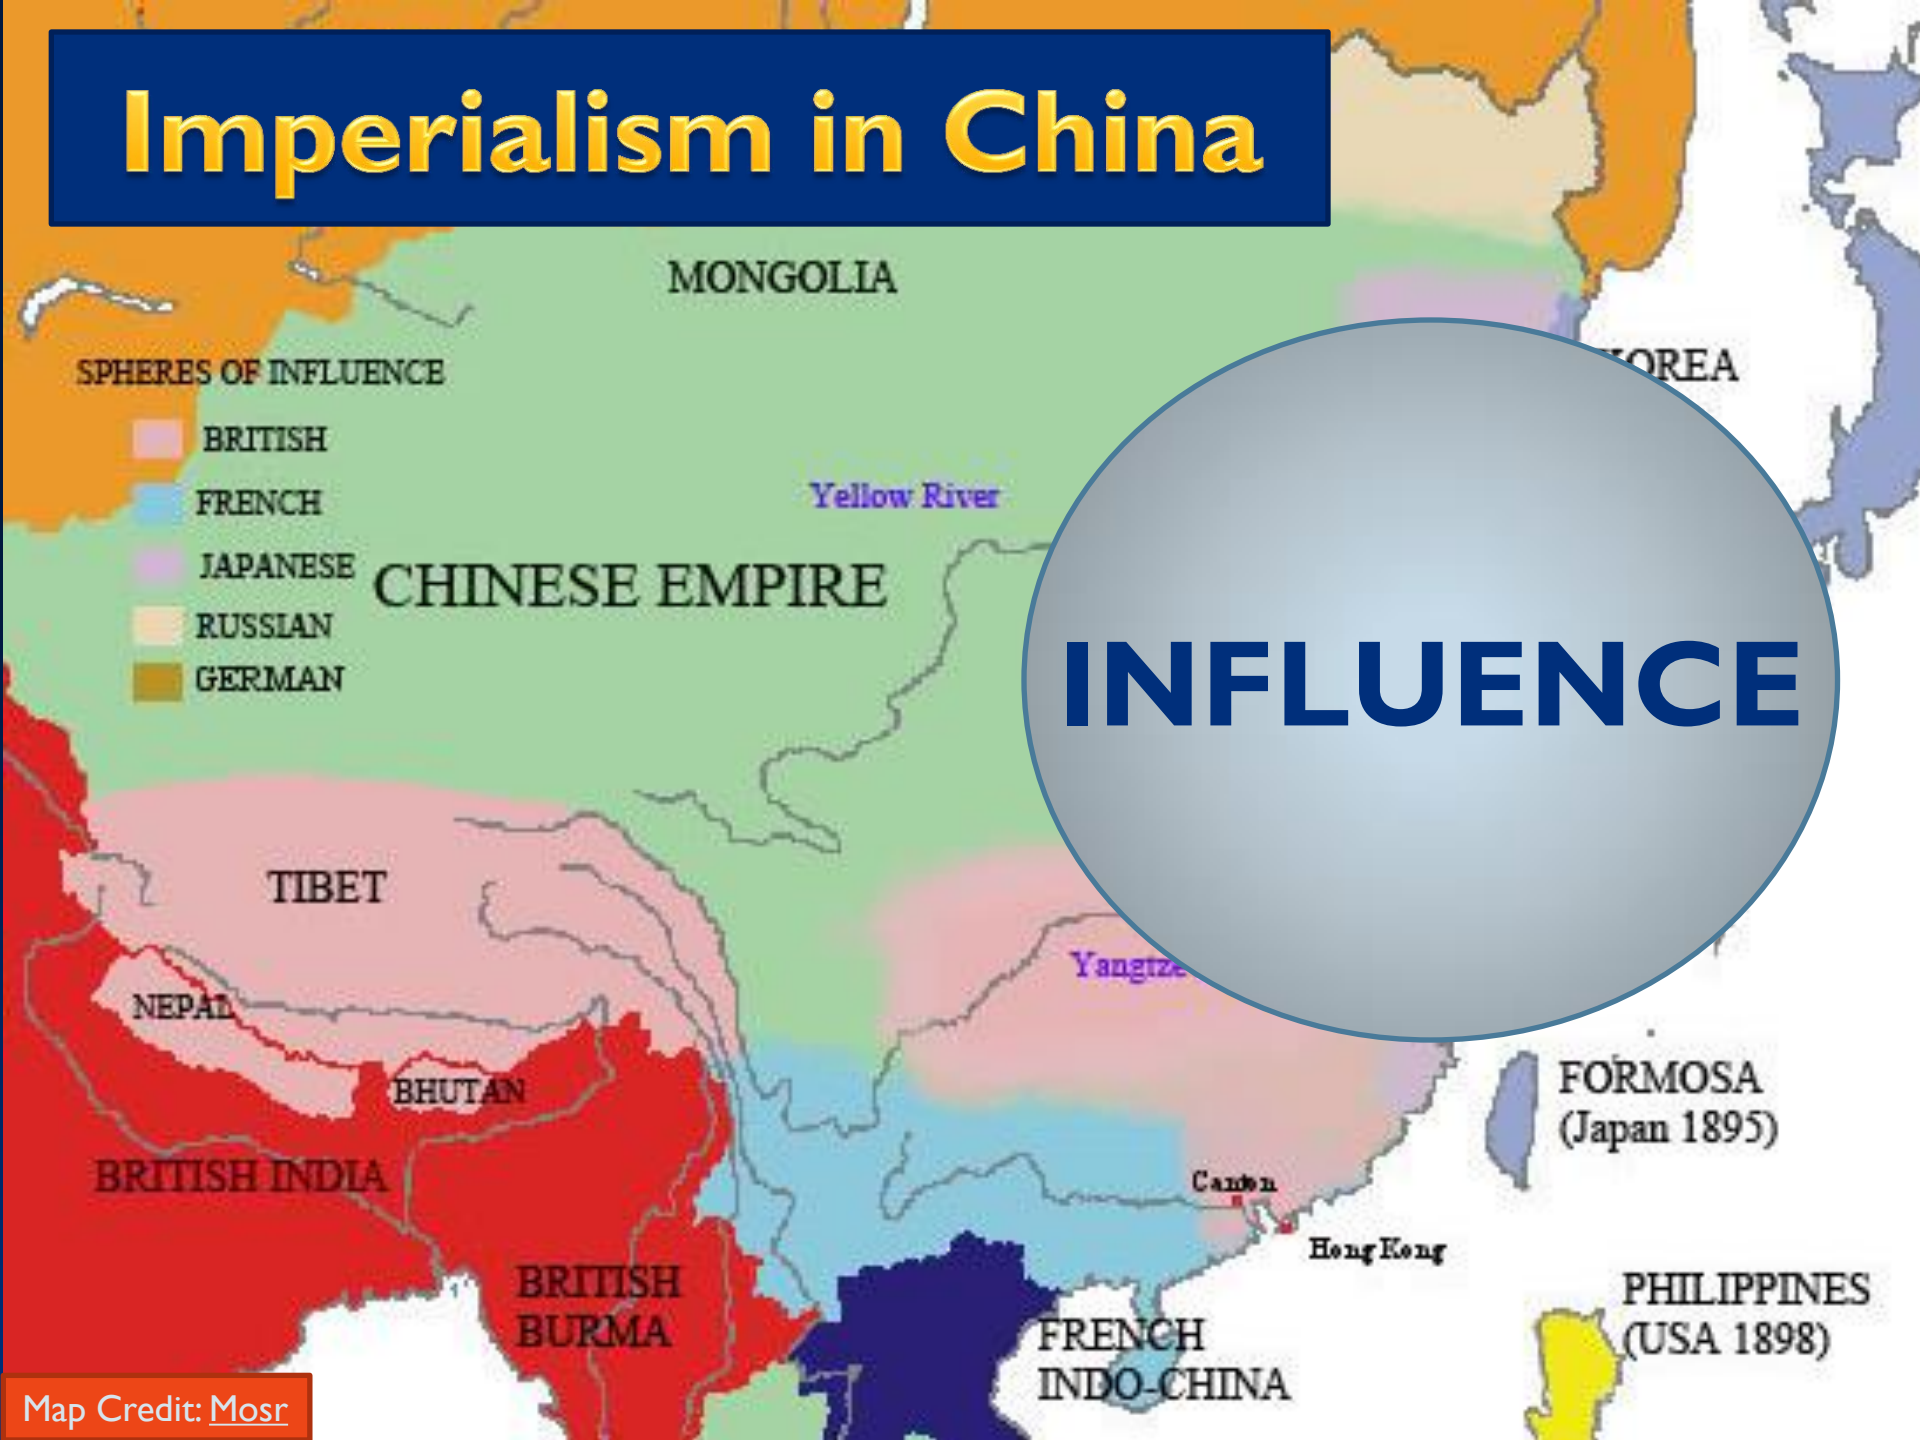 Imperialism in China
MONGOLIA
SPHERES OF INFLUENCE
BRITISH
FRENCH
JAPANESE
RUSSIAN
GERMAN
Yellow River
CHINESE EMPIRE
INFLUENCE
TIBET
Yangtze
NEPAL
BHUTAN
BRITISH INDIA
BRITISH
BURMA
FORMOSA
(Japan 1895)
Canton
Hong Kong
FRENCH
INDO-CHINA
PHILIPPINES
(USA 1898)
Map Credit: Mosr